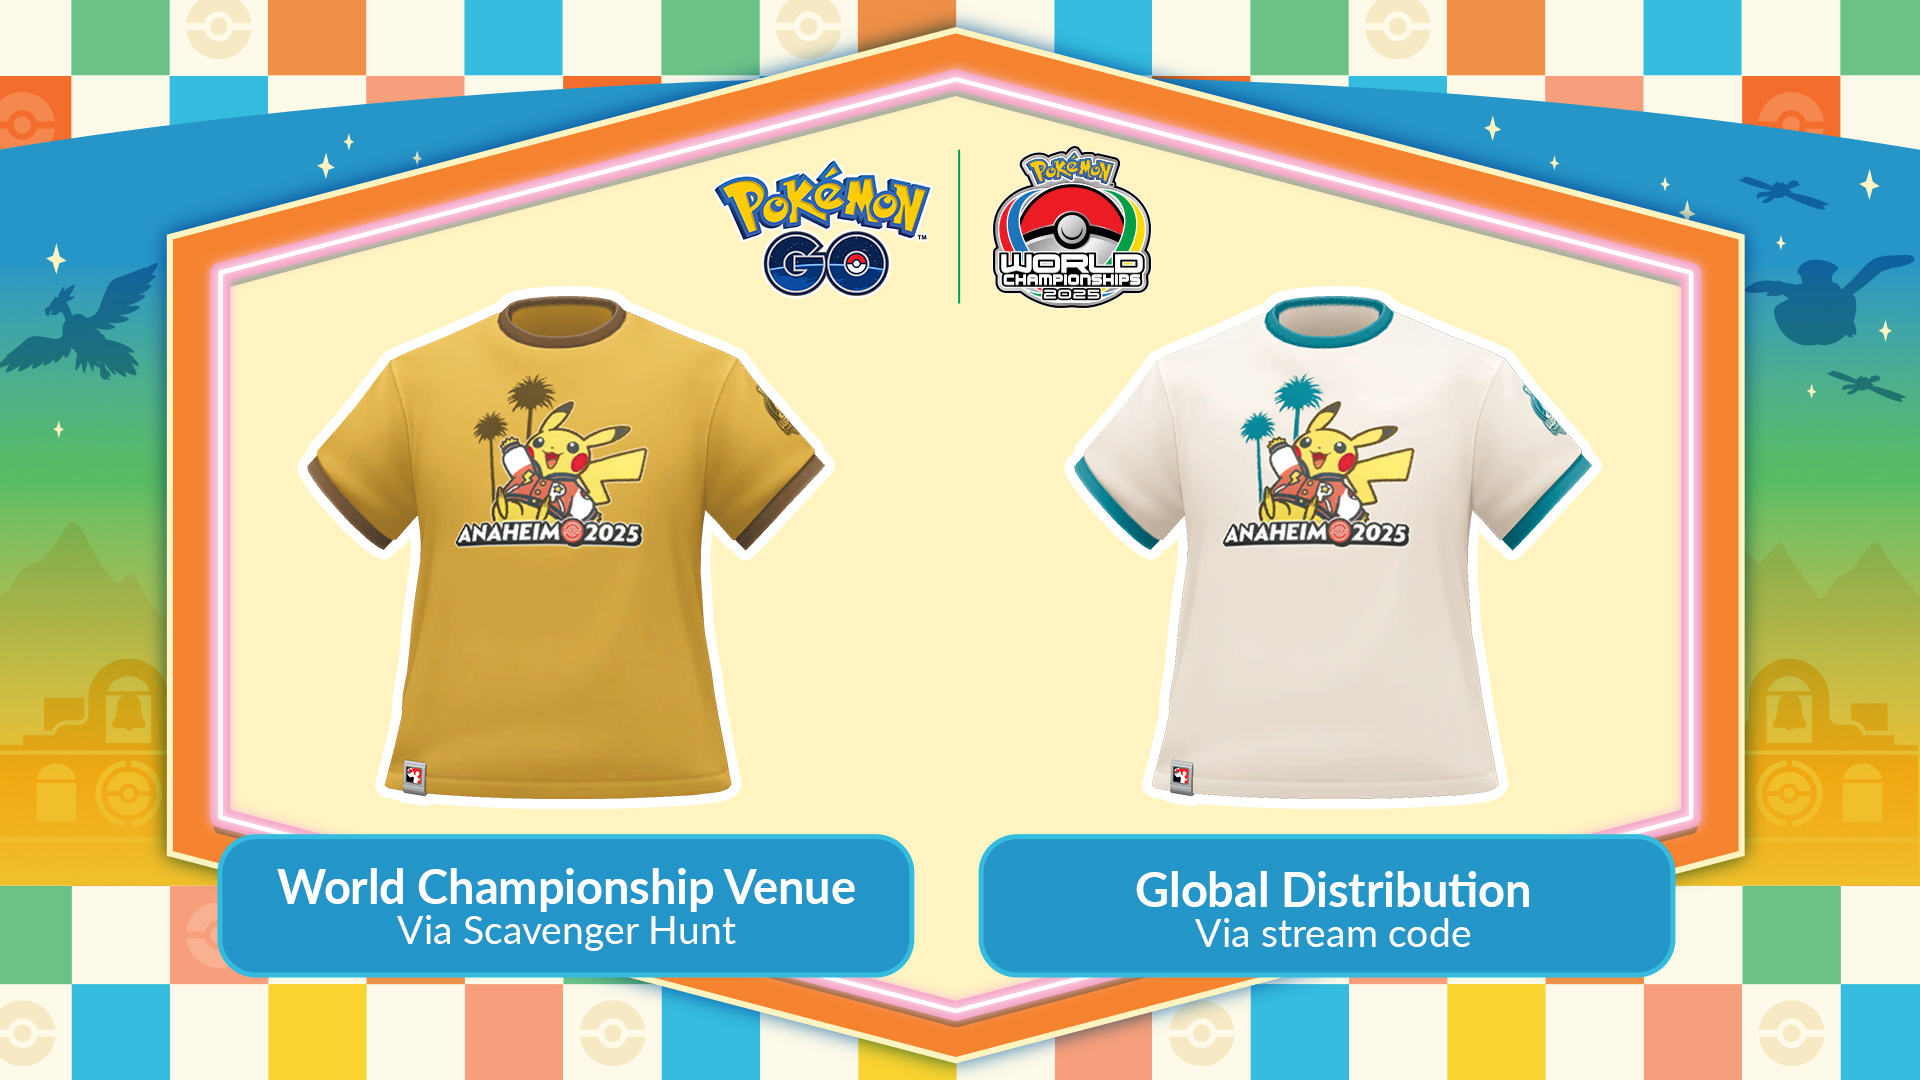 POKéMON
GO
TM
POKéMON
WORLD
CHAMPIONSHIPS
2025
ANAHEIM 2025
ANAHEIM 2025
World Championship Venue
Via Scavenger Hunt
Global Distribution
Via stream code